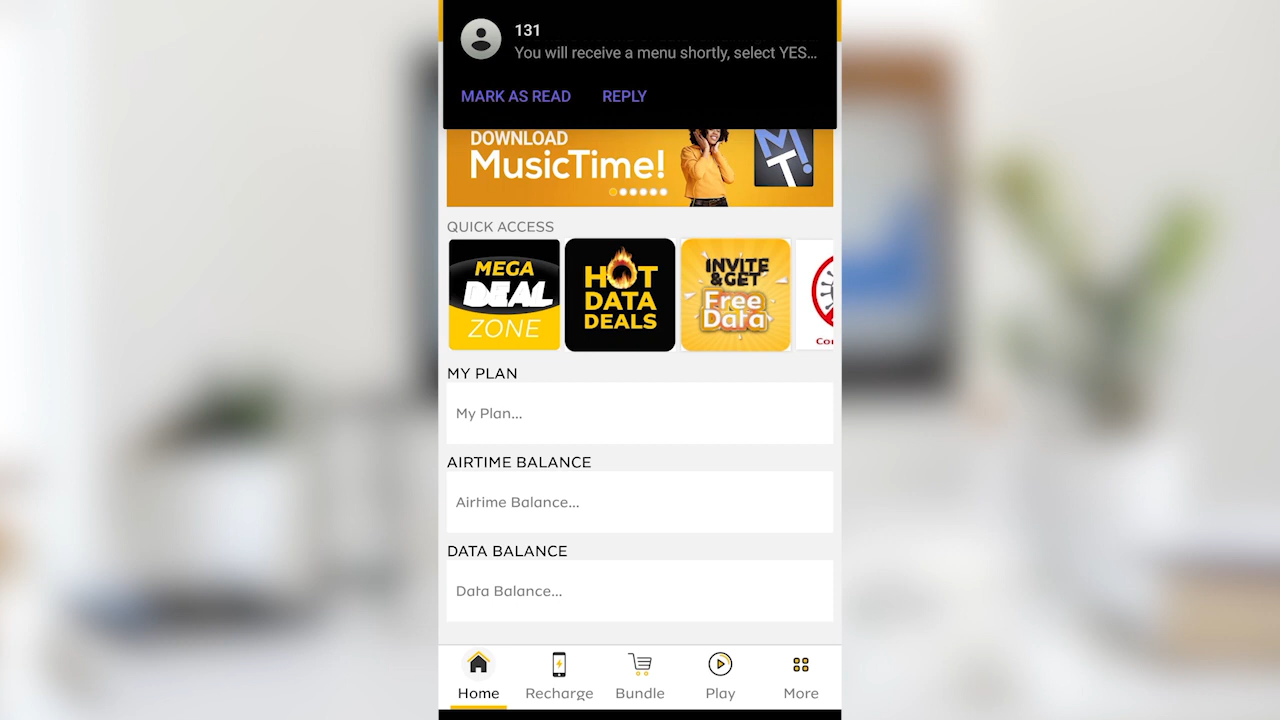 131
You will receive a menu shortly, select YES...
MARK AS READ REPLY
DOWNLOAD
MusicTime!
MT!
QUICK ACCESS
MEGA
DEAL
ZONE
HOT
DATA
DEALS
INVITE
&GET
Free
Data
MY PLAN
My Plan...
AIRTIME BALANCE
Airtime Balance...
DATA BALANCE
Data Balance...
Home Recharge Bundle Play More